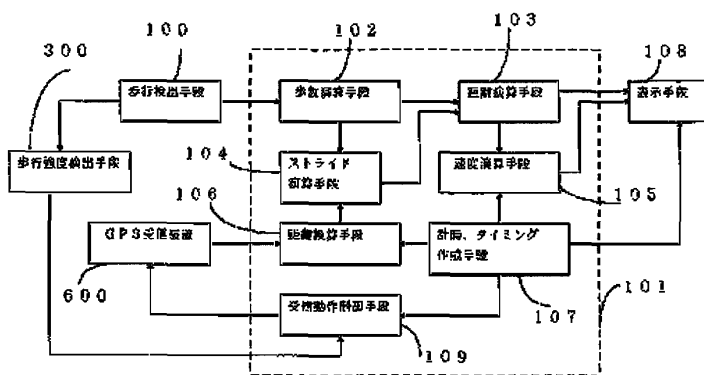 100
102
103
108
300
歩行検出手段
歩数演算手段
距離演算手段
表示手段
歩行強度検出手段
104
ストライド
演算手段
速度演算手段
105
106
GPS受信装置
距離換算手段
計時、タイミング
作成手段
600
受信動作制御手段
107
101
109